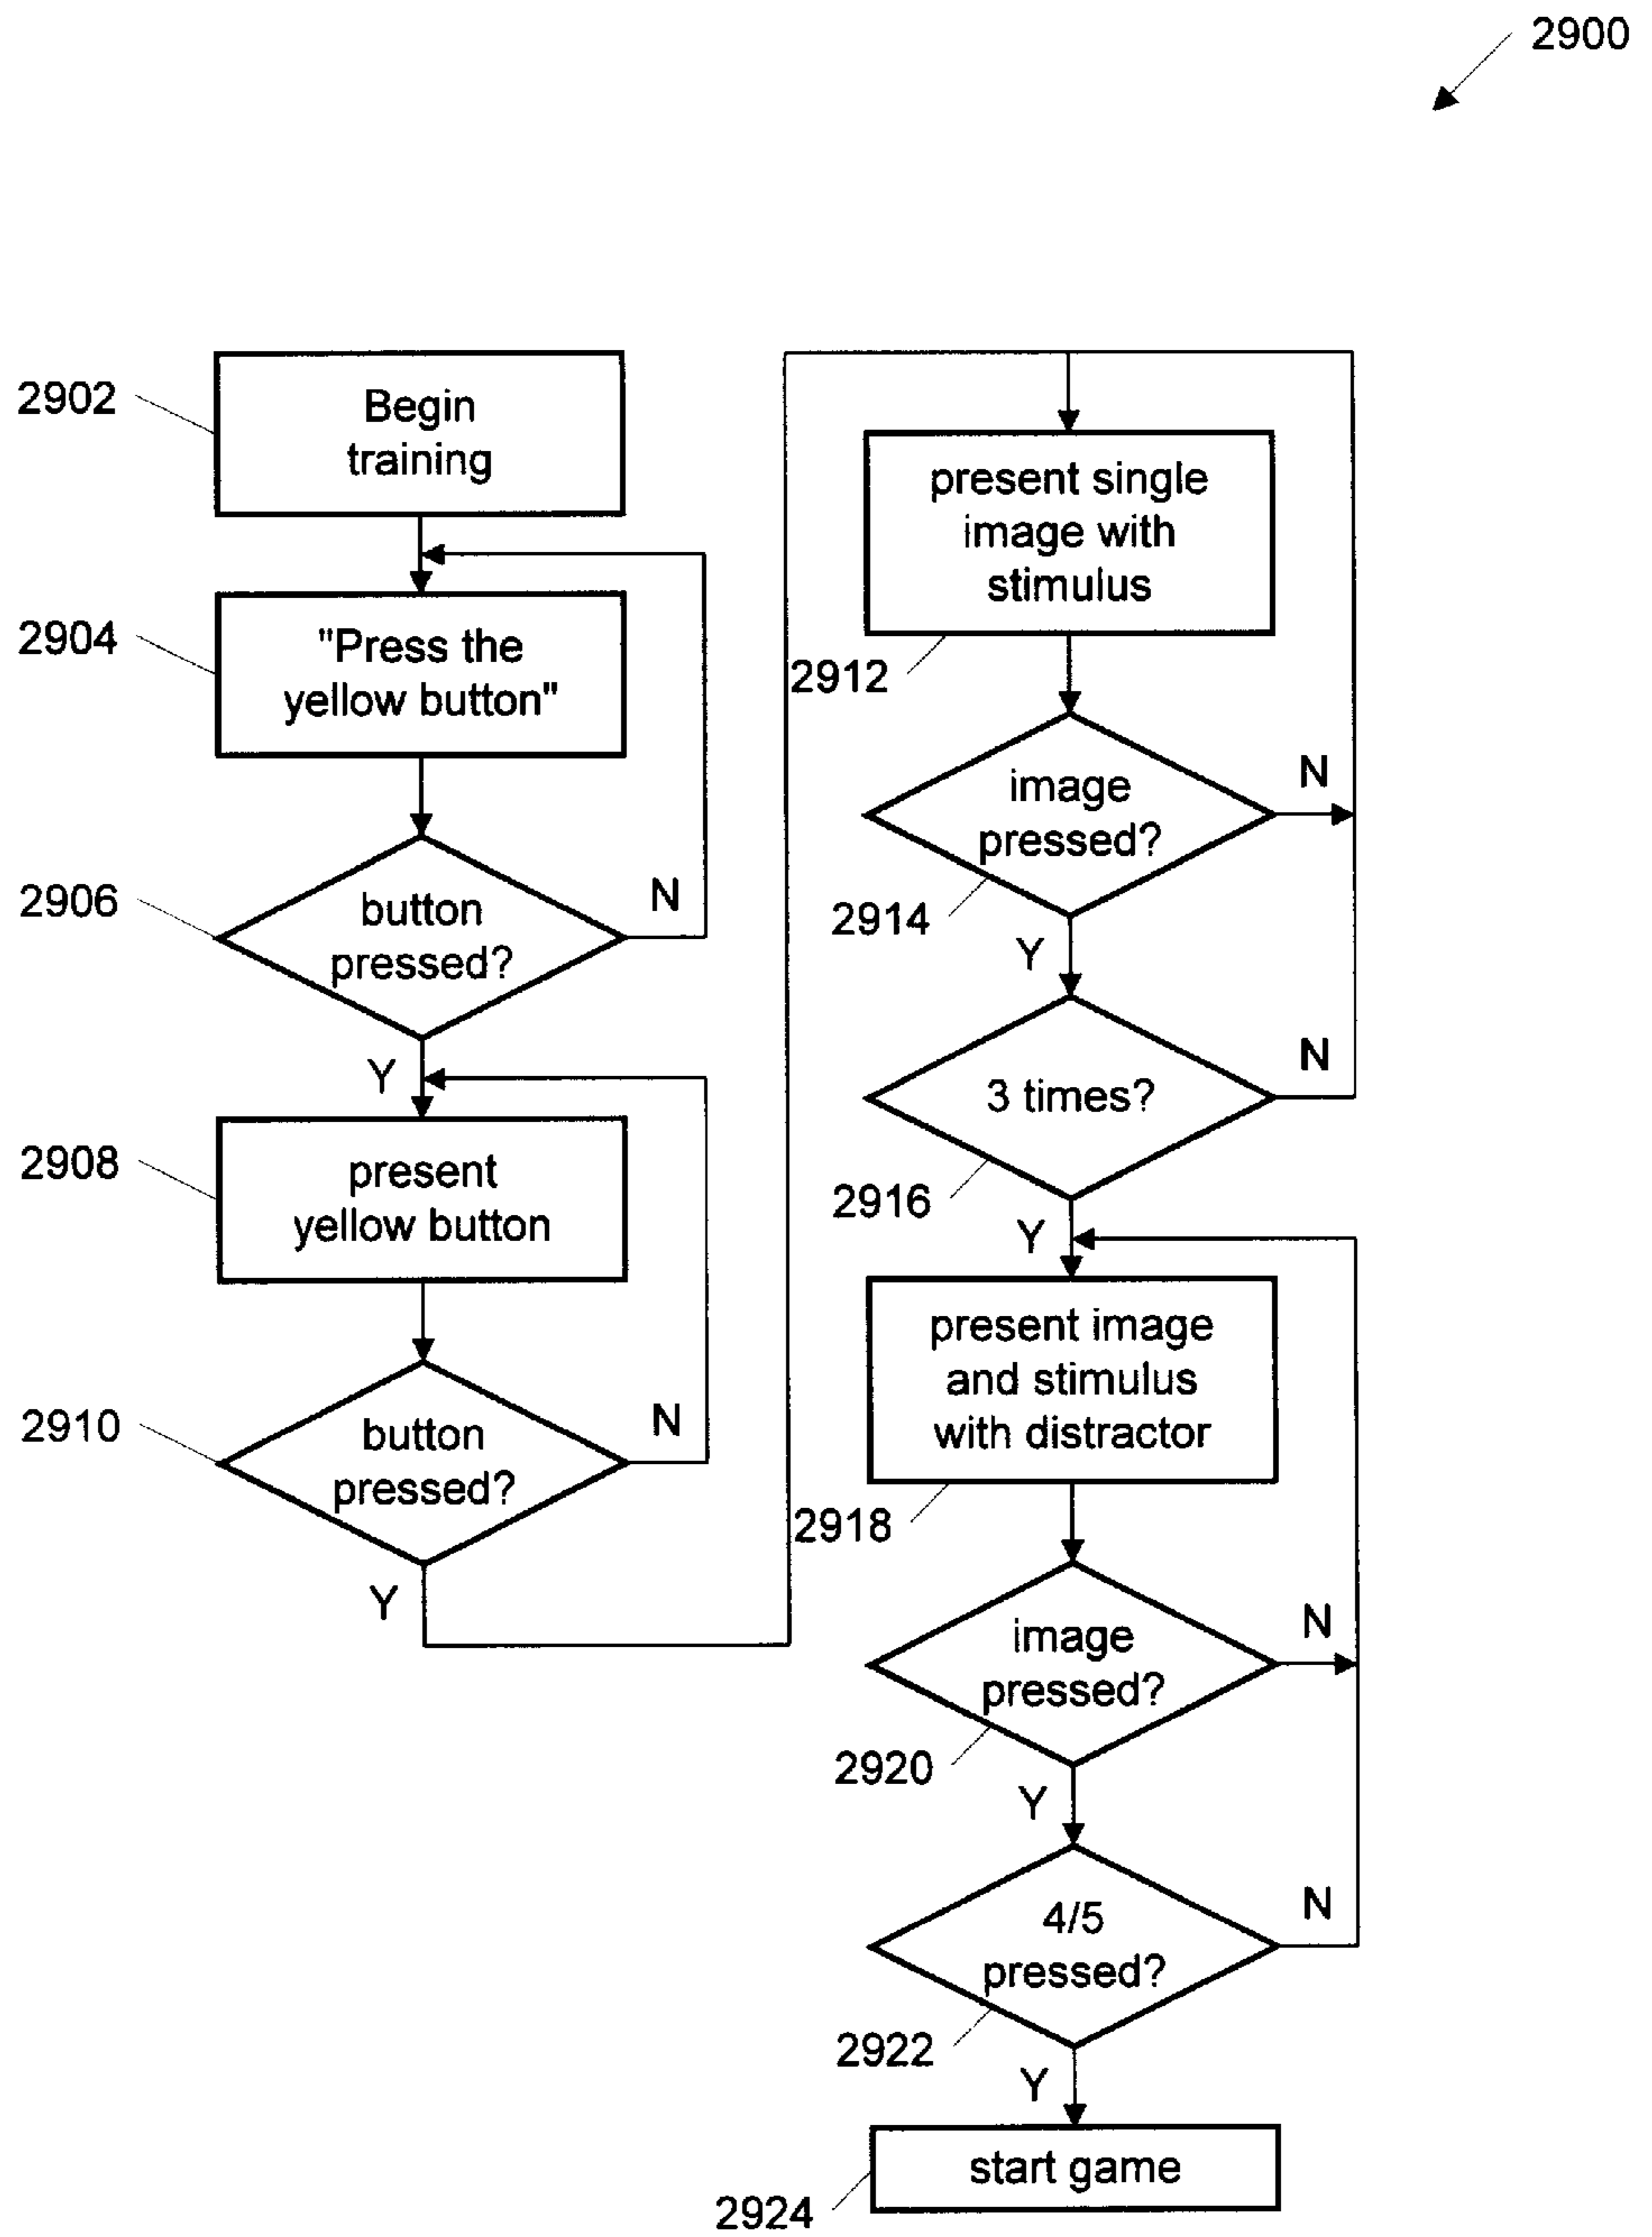 2900
2902
Begin
training
2904
"Press the
yellow button"
2906
button
pressed?
N
Y
2908
present
yellow button
2910
button
pressed?
N
Y
present single
image with
stimulus
2912
image
pressed?
N
2914
Y
3 times?
N
2916
Y
present image
and stimulus
with distractor
2918
image
pressed?
N
2920
Y
4/5
pressed?
N
2922
Y
start game
2924